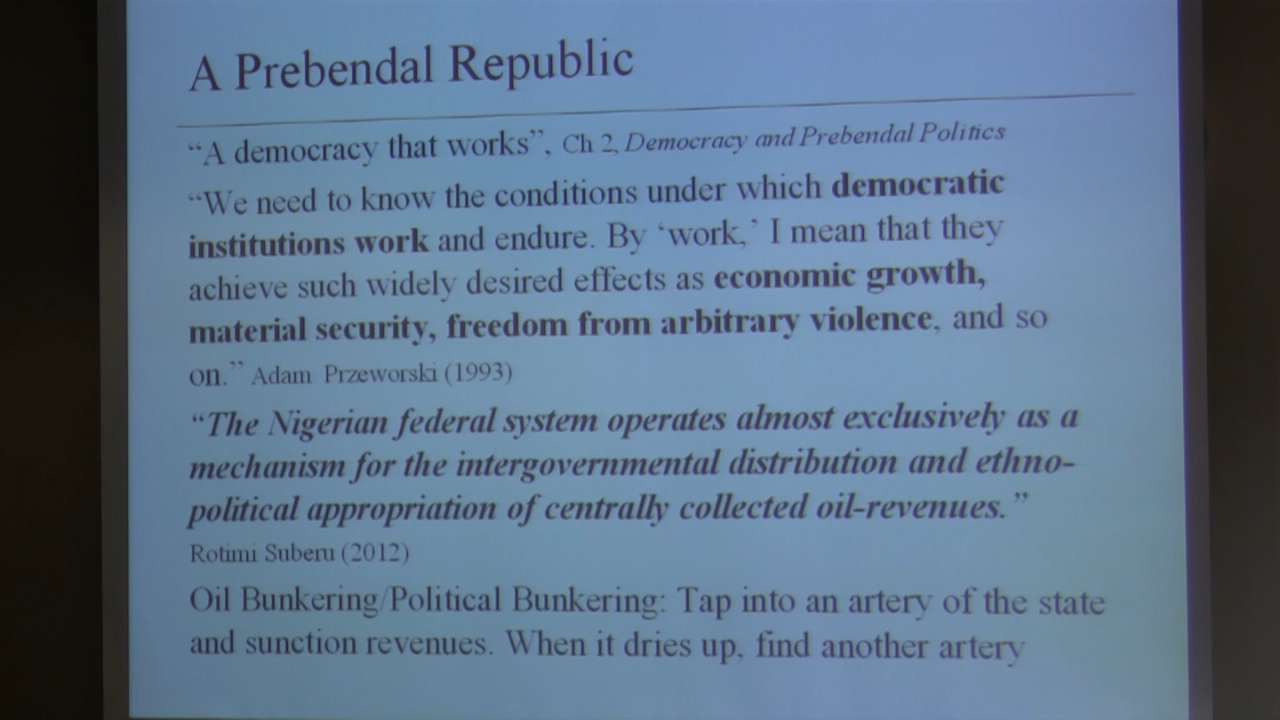 A Prebendal Republic
“A democracy that works”, Ch 2, Democracy and Prebendal Politics
“We need to know the conditions under which democratic
institutions work and endure. By ‘work,’ I mean that they
achieve such widely desired effects as economic growth,
material security, freedom from arbitrary violence, and so
on.” Adam Przeworski (1993)
“The Nigerian federal system operates almost exclusively as a
mechanism for the intergovernmental distribution and ethno-
political appropriation of centrally collected oil-revenues.”
Rotimi Suberu (2012)
Oil Bunkering/Political Bunkering: Tap into an artery of the state
and sunction revenues. When it dries up, find another artery